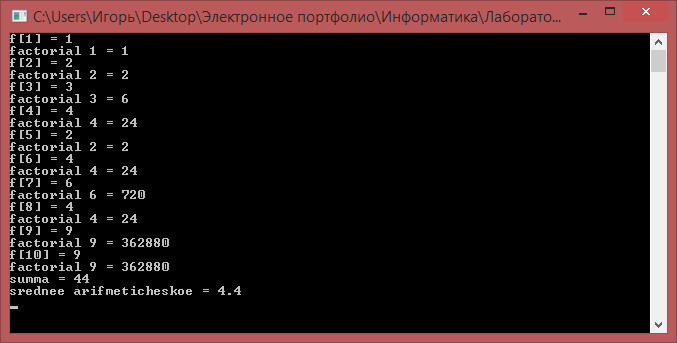 C:\Users\Игорь\Desktop\Электронное портфолио\Информатика\Лаборато...
f[1] = 1
factorial 1 = 1
f[2] = 2
factorial 2 = 2
f[3] = 3
factorial 3 = 6
f[4] = 4
factorial 4 = 24
f[5] = 2
factorial 2 = 2
f[6] = 4
factorial 4 = 24
f[7] = 6
factorial 6 = 720
f[8] = 4
factorial 4 = 24
f[9] = 9
factorial 9 = 362880
f[10] = 9
factorial 9 = 362880
summa = 44
srednee arifmeticheskoe = 4.4